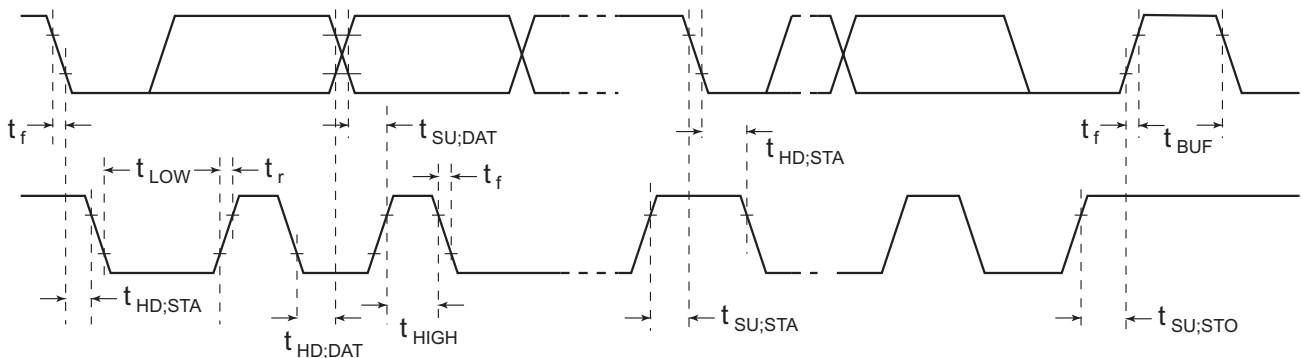 t f
t SU;DAT
t HD;STA
t f
t BUF
t LOW
t r
t f
t HD;STA
t HD;DAT
t HIGH
t SU;STA
t SU;STO